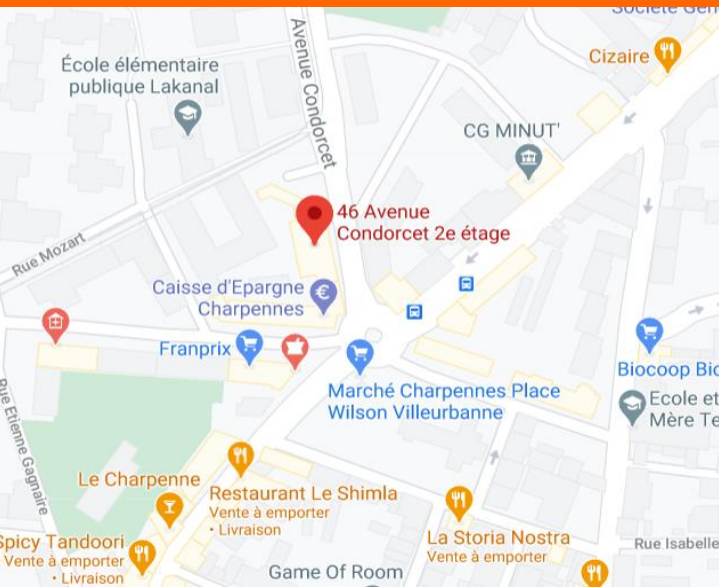 Société Gén
Cizaire
École élémentaire
publique Lakanal
Avenue Condorcet
CG MINUT'
46 Avenue
Condorcet 2e étage
Rue Mozart
Caisse d'Epargne
Charpennes
Franprix
Marché Charpennes Place
Wilson Villeurbanne
Biocoop Bio
Ecole et
Mère Te
Rue Etienne Gagnaire
Le Charpenne
Restaurant Le Shimla
Vente à emporter
• Livraison
Spicy Tandoori
Vente à emporter
• Livraison
La Storia Nostra
Vente à emporter
Rue Isabelle
Game Of Room